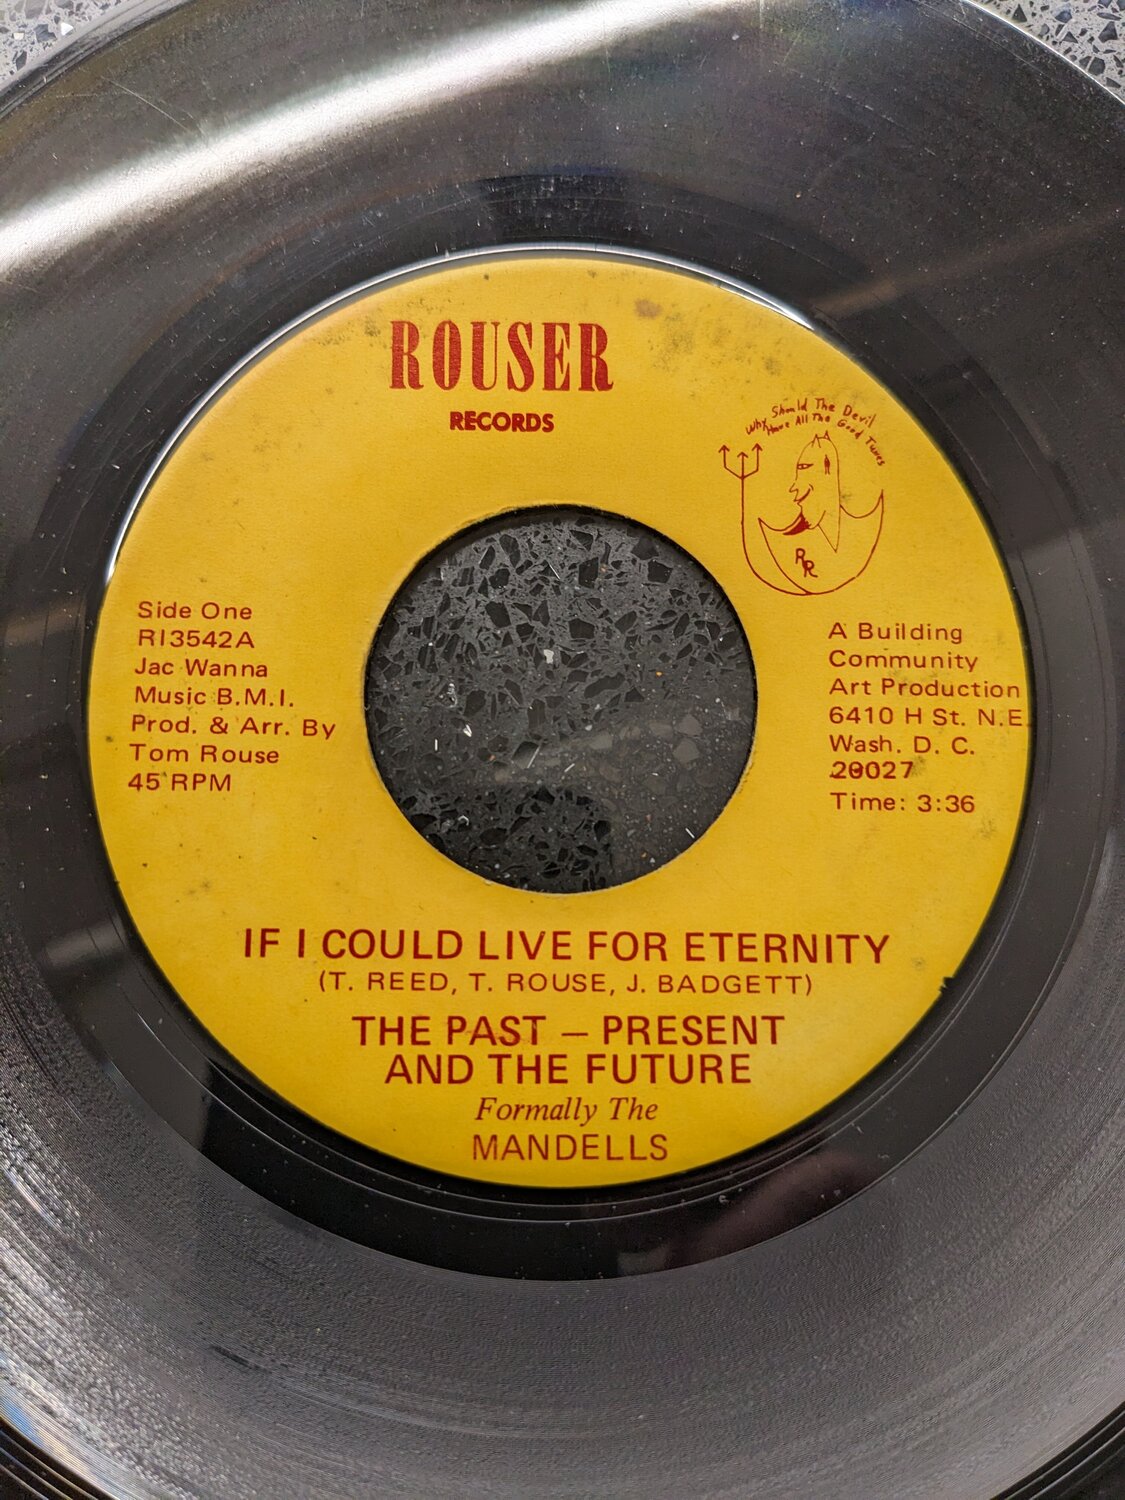 ROUSER
RECORDS
Why Should The Devil
Have All The Good Tunes
RR
Side One
R13542A
Jac Wanna
Music B.M.I.
Prod. & Arr. By
Tom Rouse
45 RPM
A Building
Community
Art Production
6410 H St. N.E.
Wash. D. C.
20027
Time: 3:36
IF I COULD LIVE FOR ETERNITY
(T. REED, T. ROUSE, J. BADGETT)
THE PAST – PRESENT
AND THE FUTURE
Formally The
MANDELLS